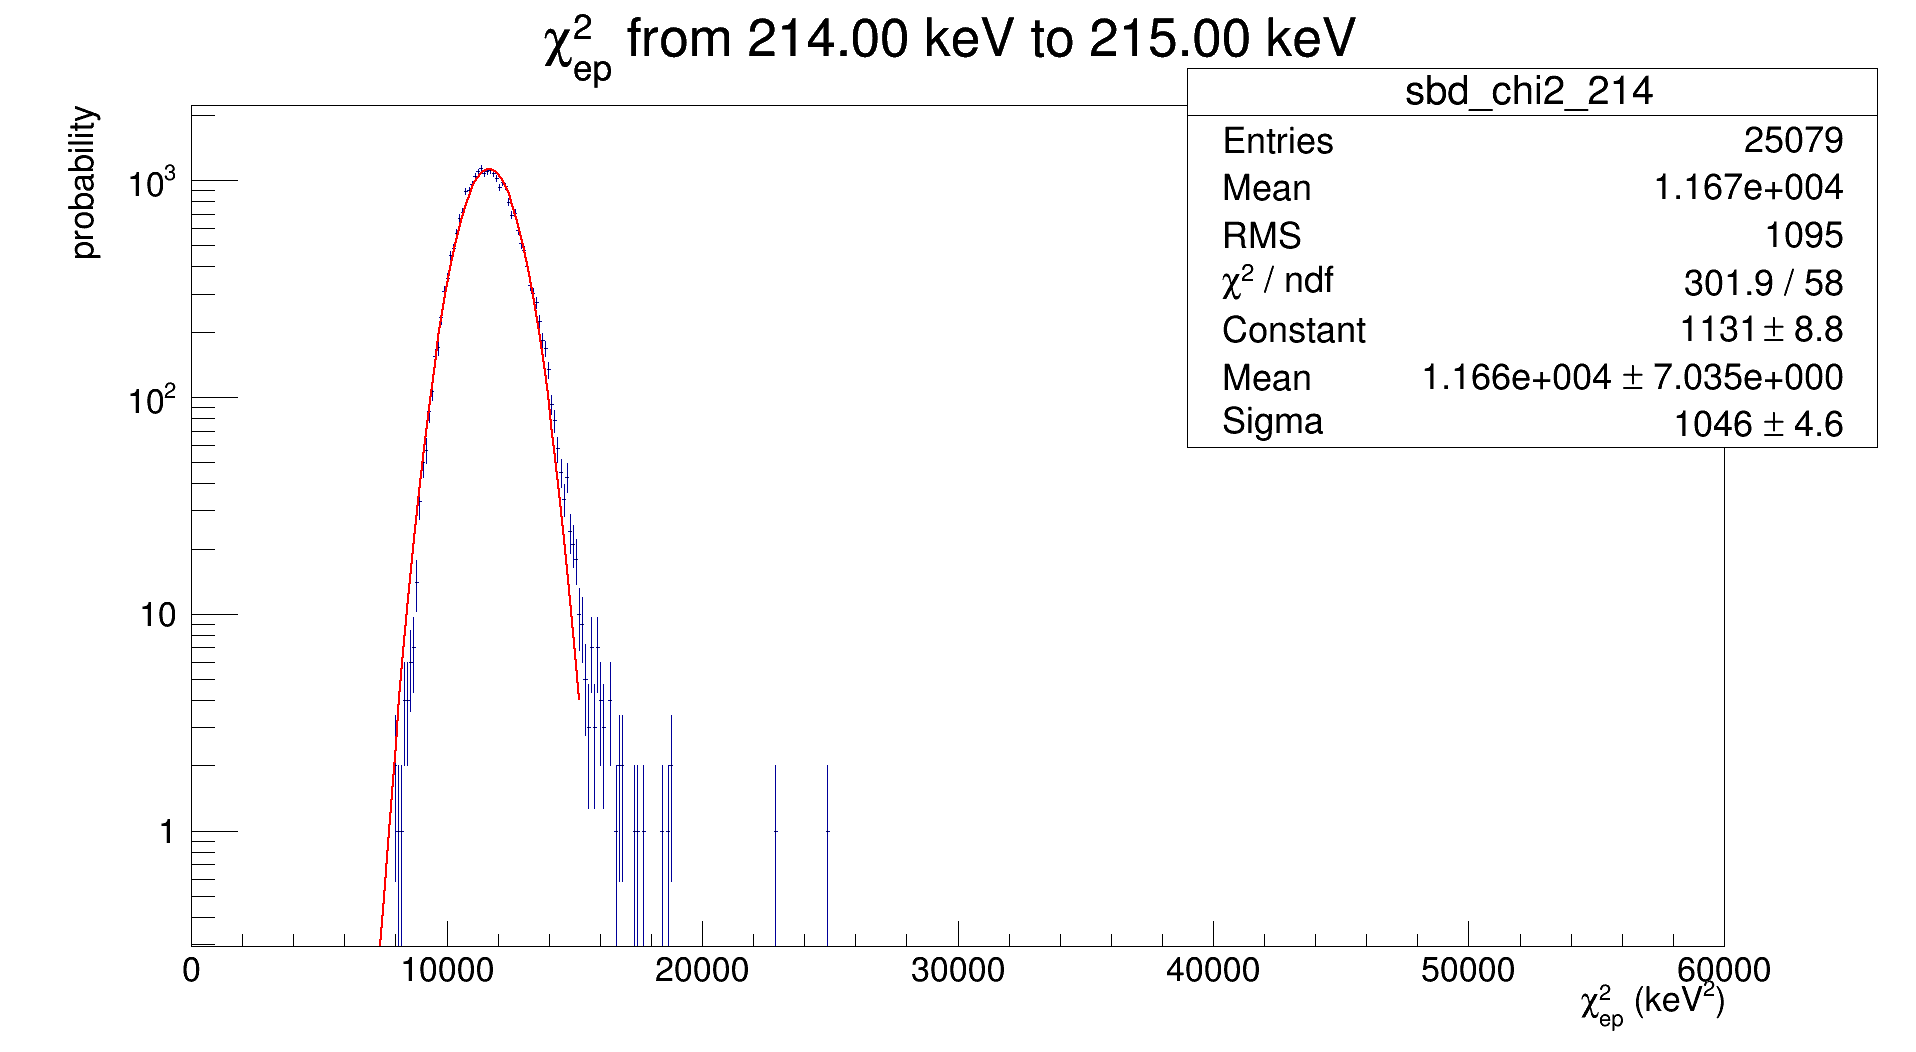 χ²ep from 214.00 keV to 215.00 keV
sbd_chi2_214
Entries 25079
Mean 1.167e+004
RMS 1095
χ² / ndf 301.9 / 58
Constant 1131 ± 8.8
Mean 1.166e+004 ± 7.035e+000
Sigma 1046 ± 4.6
probability
10³
10²
10
1
0 10000 20000 30000 40000 50000 60000
χ²ep (keV²)